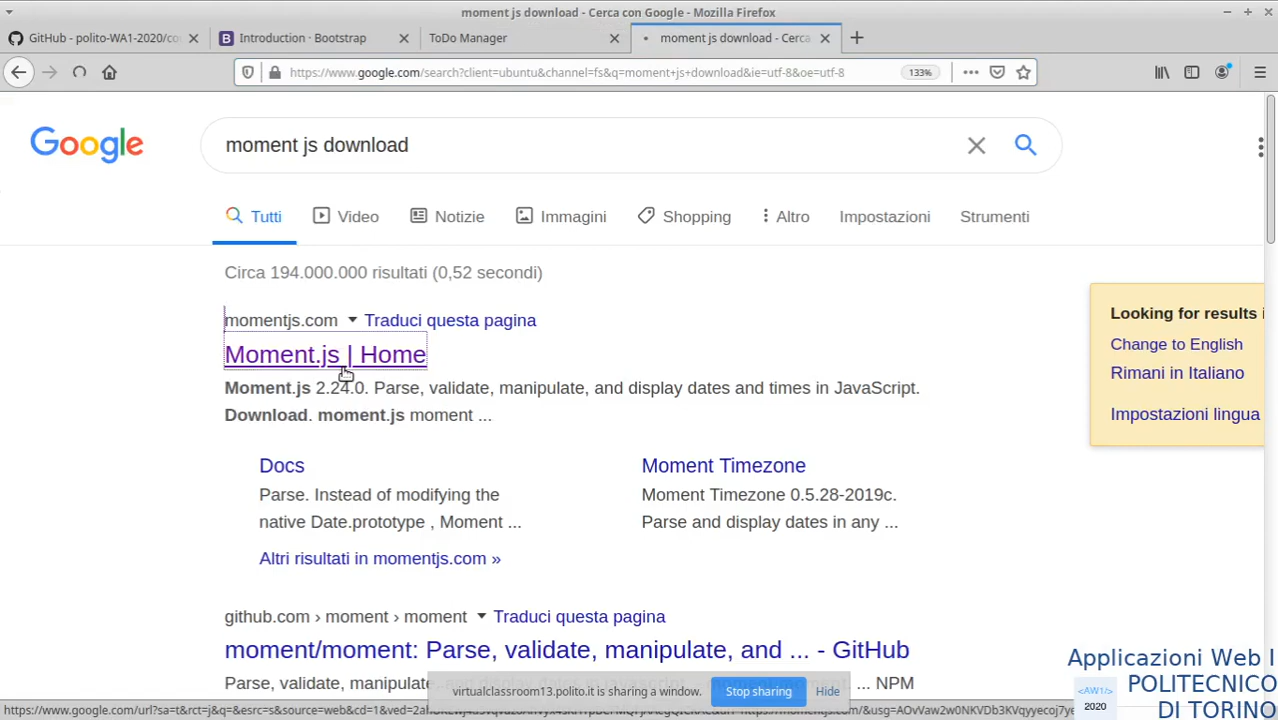 moment js download - Cerca con Google - Mozilla Firefox
GitHub - polito-WA1-2020/co
Introduction · Bootstrap
ToDo Manager
moment js download - Cerca
https://www.google.com/search?client=ubuntu&channel=fs&q=moment+js+download&ie=utf-8&oe=utf-8
133%
Google
moment js download
Tutti
Video
Notizie
Immagini
Shopping
Altro
Impostazioni
Strumenti
Circa 194.000.000 risultati (0,52 secondi)
momentjs.com
Traduci questa pagina
Moment.js | Home
Moment.js 2.24.0. Parse, validate, manipulate, and display dates and times in JavaScript.
Download. moment.js moment ...
Looking for results i
Change to English
Rimani in Italiano
Impostazioni lingua
Docs
Parse. Instead of modifying the
native Date.prototype , Moment ...
Moment Timezone
Moment Timezone 0.5.28-2019c.
Parse and display dates in any ...
Altri risultati in momentjs.com »
github.com › moment › moment
Traduci questa pagina
moment/moment: Parse, validate, manipulate, and ... - GitHub
Parse, validate, manipulate
... NPM
virtualclassroom13.polito.it is sharing a window.
Stop sharing
Hide
Applicazioni Web I
POLITECNICO
DI TORINO
<AW1/>
2020